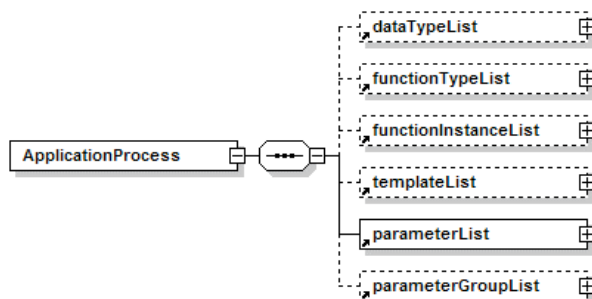 dataTypeList
functionTypeList
functionInstanceList
ApplicationProcess
templateList
parameterList
parameterGroupList